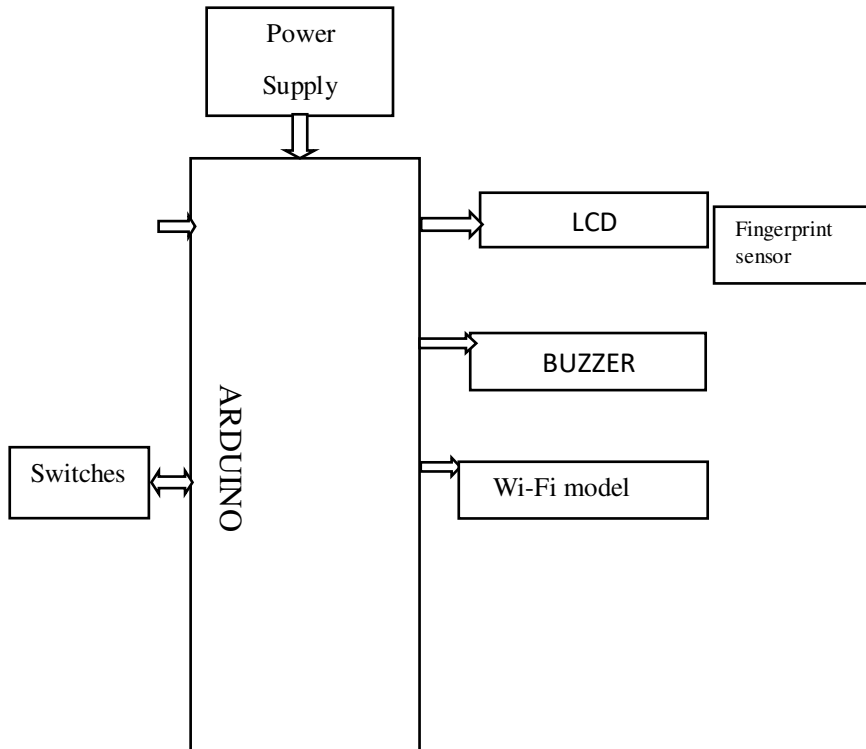 Power
Supply
LCD
Fingerprint
sensor
BUZZER
ARDUINO
Switches
Wi-Fi model